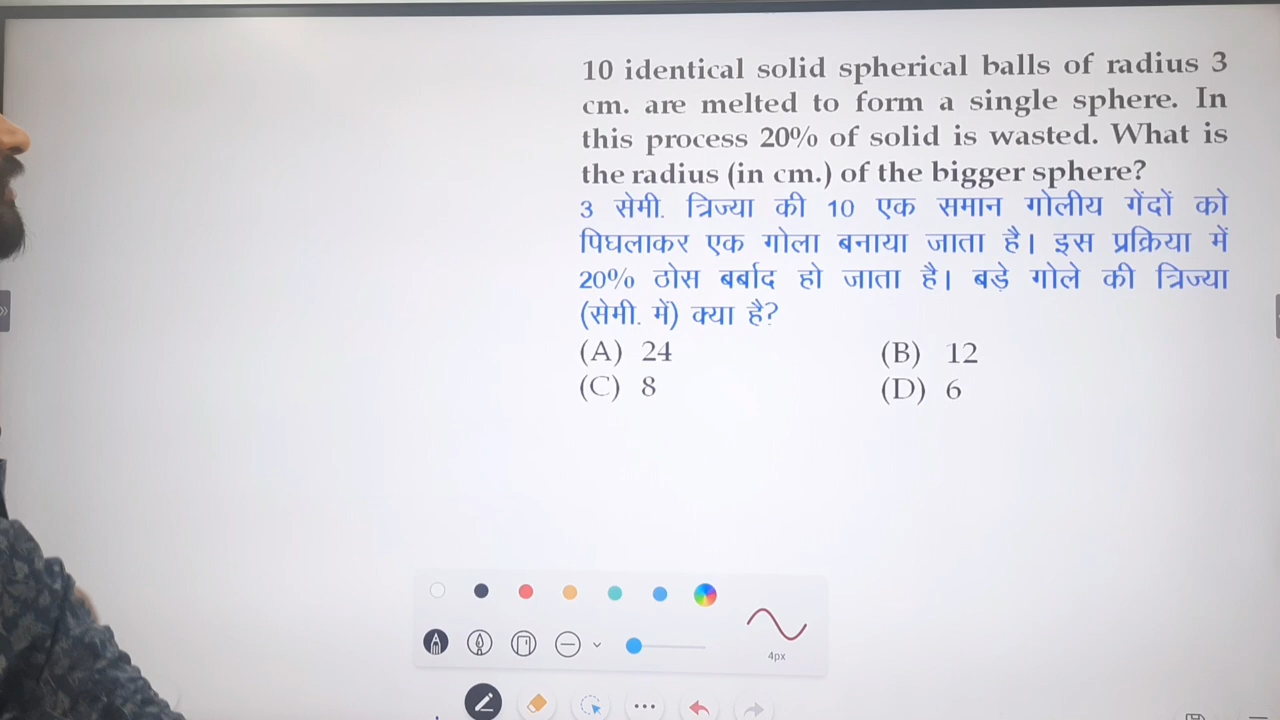 10 identical solid spherical balls of radius 3
cm. are melted to form a single sphere. In
this process 20% of solid is wasted. What is
the radius (in cm.) of the bigger sphere?
3 सेमी. त्रिज्या की 10 एक समान गोलीय गेंदों को
पिघलाकर एक गोला बनाया जाता है। इस प्रक्रिया में
20% ठोस बर्बाद हो जाता है। बड़े गोले की त्रिज्या
(सेमी. में) क्या है?
(A) 24 (B) 12
(C) 8 (D) 6
4px